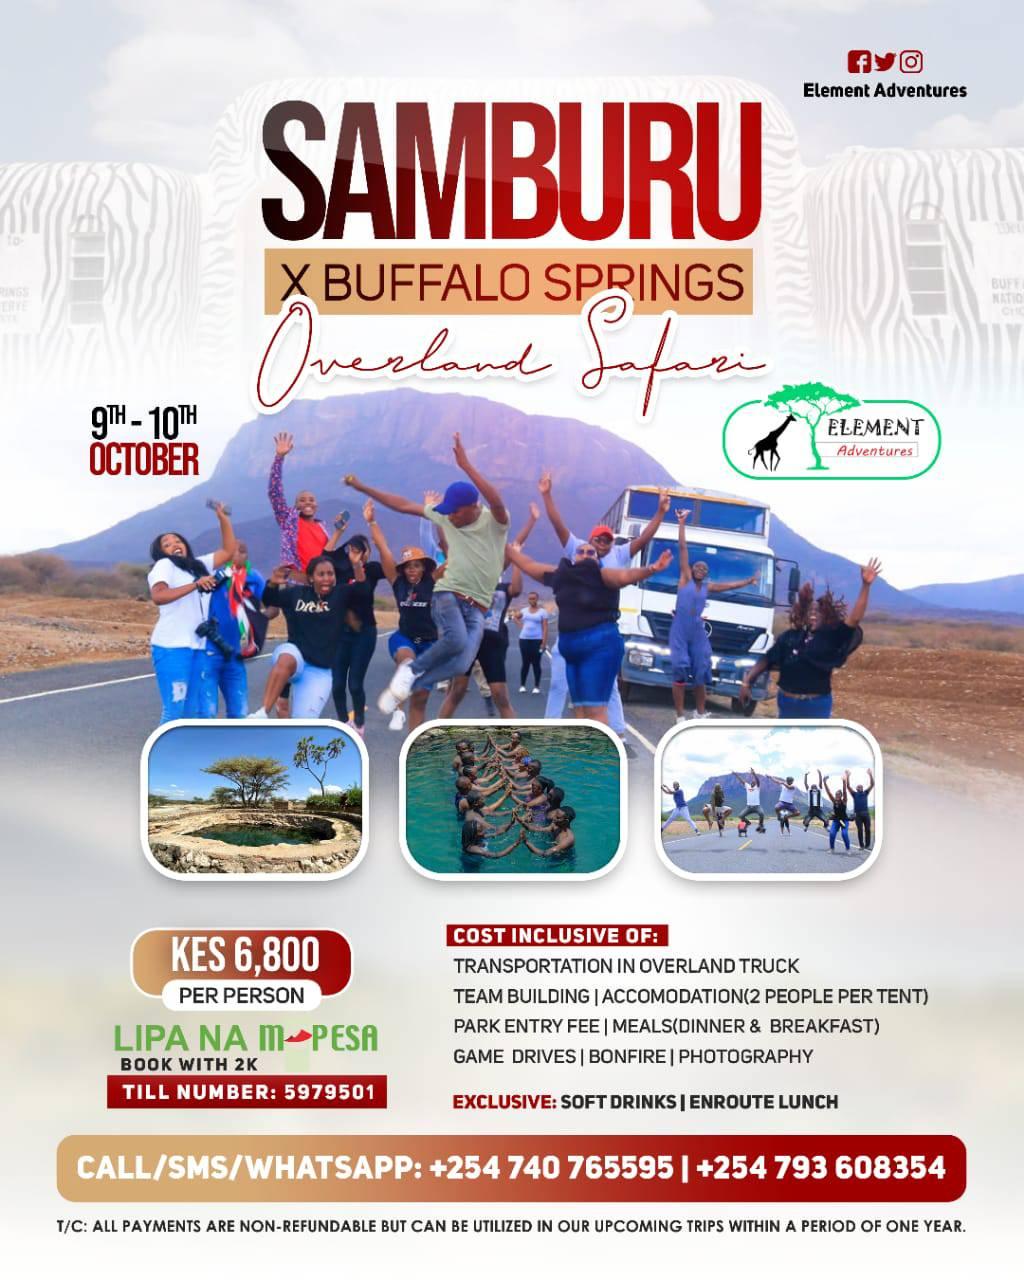 Element Adventures
SAMBURU
X BUFFALO SPRINGS
Overland Safari
9TH - 10TH
OCTOBER
ELEMENT
Adventures
KES 6,800
PER PERSON
LIPA NA M-PESA
BOOK WITH 2K
TILL NUMBER: 5979501
COST INCLUSIVE OF:
TRANSPORTATION IN OVERLAND TRUCK
TEAM BUILDING | ACCOMODATION(2 PEOPLE PER TENT)
PARK ENTRY FEE | MEALS(DINNER & BREAKFAST)
GAME DRIVES | BONFIRE | PHOTOGRAPHY
EXCLUSIVE: SOFT DRINKS | ENROUTE LUNCH
CALL/SMS/WHATSAPP: +254 740 765595 | +254 793 608354
T/C: ALL PAYMENTS ARE NON-REFUNDABLE BUT CAN BE UTILIZED IN OUR UPCOMING TRIPS WITHIN A PERIOD OF ONE YEAR.